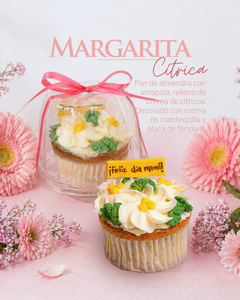 MARGARITA
Cítrica
Pan de almendra con
amapola, relleno de
crema de cítricos.
Decorado con crema
de mantequilla y
placa de fondant.
¡feliz día mami!